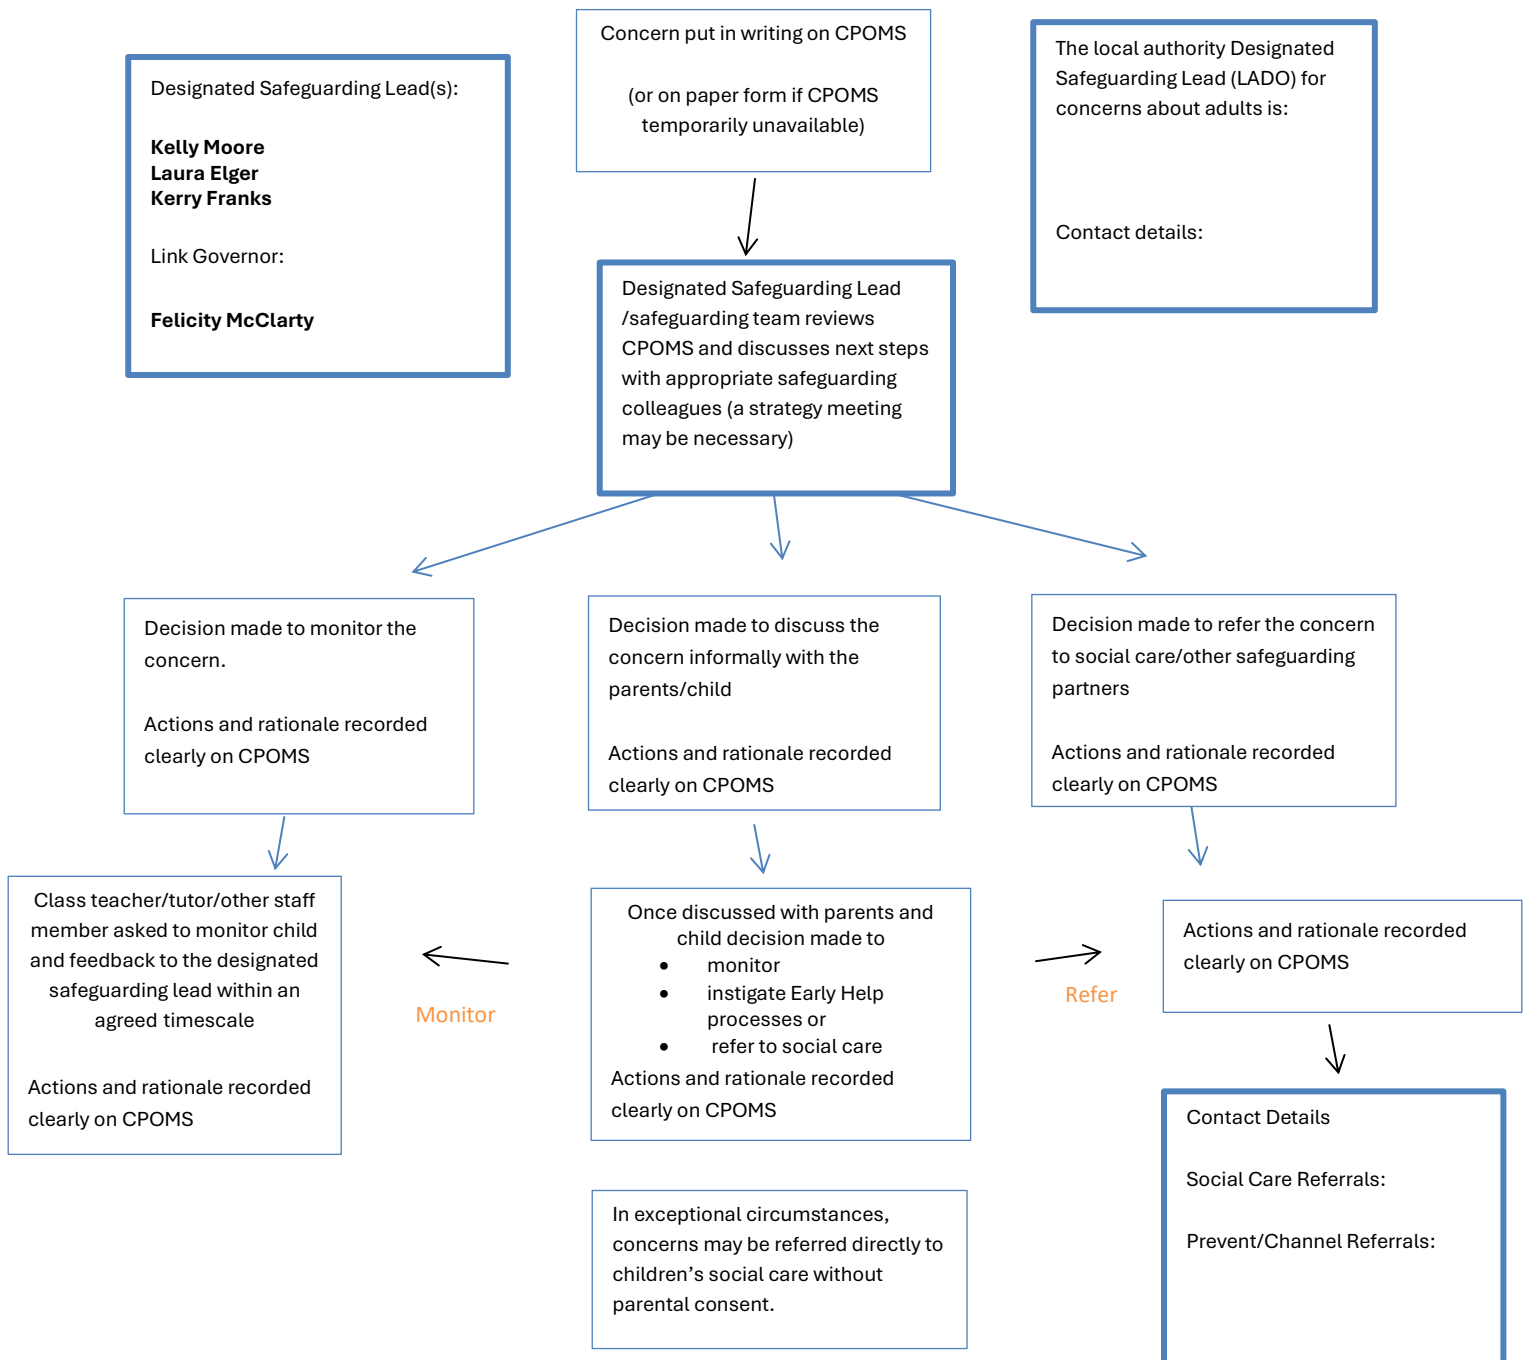 Concern put in writing on CPOMS
(or on paper form if CPOMS
temporarily unavailable)
Designated Safeguarding Lead(s):
Kelly Moore
Laura Elger
Kerry Franks
Link Governor:
Felicity McClarty
The local authority Designated
Safeguarding Lead (LADO) for
concerns about adults is:
Contact details:
Designated Safeguarding Lead
/safeguarding team reviews
CPOMS and discusses next steps
with appropriate safeguarding
colleagues (a strategy meeting
may be necessary)
Decision made to monitor the
concern.
Actions and rationale recorded
clearly on CPOMS
Decision made to discuss the
concern informally with the
parents/child
Actions and rationale recorded
clearly on CPOMS
Decision made to refer the concern
to social care/other safeguarding
partners
Actions and rationale recorded
clearly on CPOMS
Class teacher/tutor/other staff
member asked to monitor child
and feedback to the designated
safeguarding lead within an
agreed timescale
Actions and rationale recorded
clearly on CPOMS
Monitor
Once discussed with parents and
child decision made to
• monitor
• instigate Early Help
processes or
• refer to social care
Actions and rationale recorded
clearly on CPOMS
Refer
Actions and rationale recorded
clearly on CPOMS
In exceptional circumstances,
concerns may be referred directly to
children’s social care without
parental consent.
Contact Details
Social Care Referrals:
Prevent/Channel Referrals: